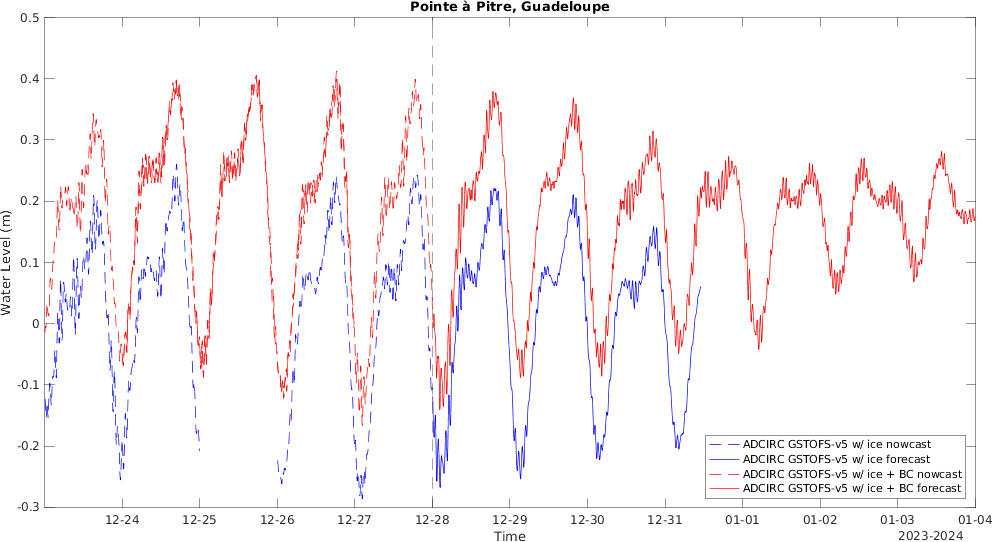 Pointe à Pitre, Guadeloupe
0.5
0.4
0.3
0.2
0.1
0
-0.1
-0.2
-0.3
Water Level (m)
ADCIRC GSTOFS-v5 w/ ice nowcast
ADCIRC GSTOFS-v5 w/ ice forecast
ADCIRC GSTOFS-v5 w/ ice + BC nowcast
ADCIRC GSTOFS-v5 w/ ice + BC forecast
12-24 12-25 12-26 12-27 12-28 12-29 12-30 12-31 01-01 01-02 01-03 01-04
Time
2023-2024